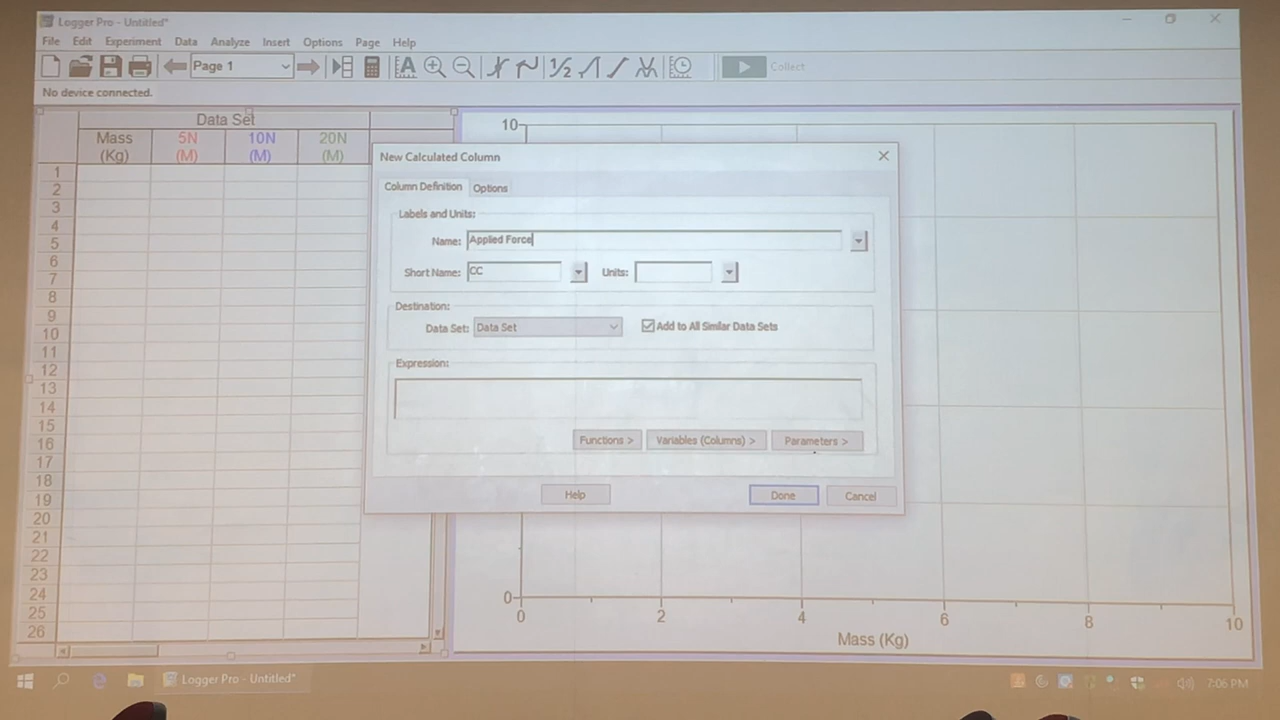 Logger Pro - Untitled*
File Edit Experiment Data Analyze Insert Options Page Help
Page 1 A ½ Collect
No device connected.
Data Set
Mass 5N 10N 20N
(Kg) (M) (M) (M)
1
2
3
4
5
6
7
8
9
10
11
12
13
14
15
16
17
18
19
20
21
22
23
24
25
26
New Calculated Column
Column Definition Options
Labels and Units:
Name: Applied Force
Short Name: CC Units:
Destination:
Data Set: Data Set Add to All Similar Data Sets
Expression:
Functions > Variables (Columns) > Parameters >
Help Done Cancel
10
0
0 2 4 6 8 10
Mass (Kg)
Logger Pro - Untitled* 7:06 PM